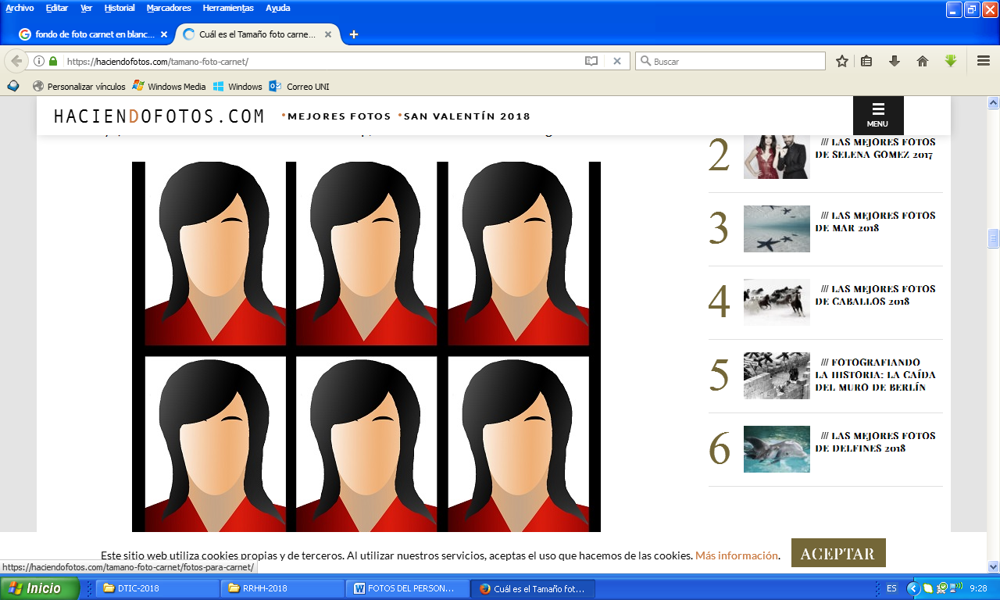 Archivo Editar Ver Historial Marcadores Herramientas Ayuda
fondo de foto carnet en blanc...
Cuál es el Tamaño foto carne...
https://haciendofotos.com/tamano-foto-carnet/
Buscar
Personalizar vínculos
Windows Media
Windows
Correo UNI
HACIENDOFOTOS.COM
•MEJORES FOTOS •SAN VALENTÍN 2018
MENU
2
/// LAS MEJORES FOTOS
DE SELENA GOMEZ 2017
3
/// LAS MEJORES FOTOS
DE MAR 2018
4
/// LAS MEJORES FOTOS
DE CABALLOS 2018
5
/// FOTOGRAFIANDO
LA HISTORIA: LA CAÍDA
DEL MURO DE BERLÍN
6
/// LAS MEJORES FOTOS
DE DELFINES 2018
Este sitio web utiliza cookies propias y de terceros. Al utilizar nuestros servicios, aceptas el uso que hacemos de las cookies. Más información.
ACEPTAR
https://haciendofotos.com/tamano-foto-carnet/fotos-para-carnet/
Inicio
DTIC-2018
RRHH-2018
FOTOS DEL PERSON...
Cuál es el Tamaño fot...
ES
9:28